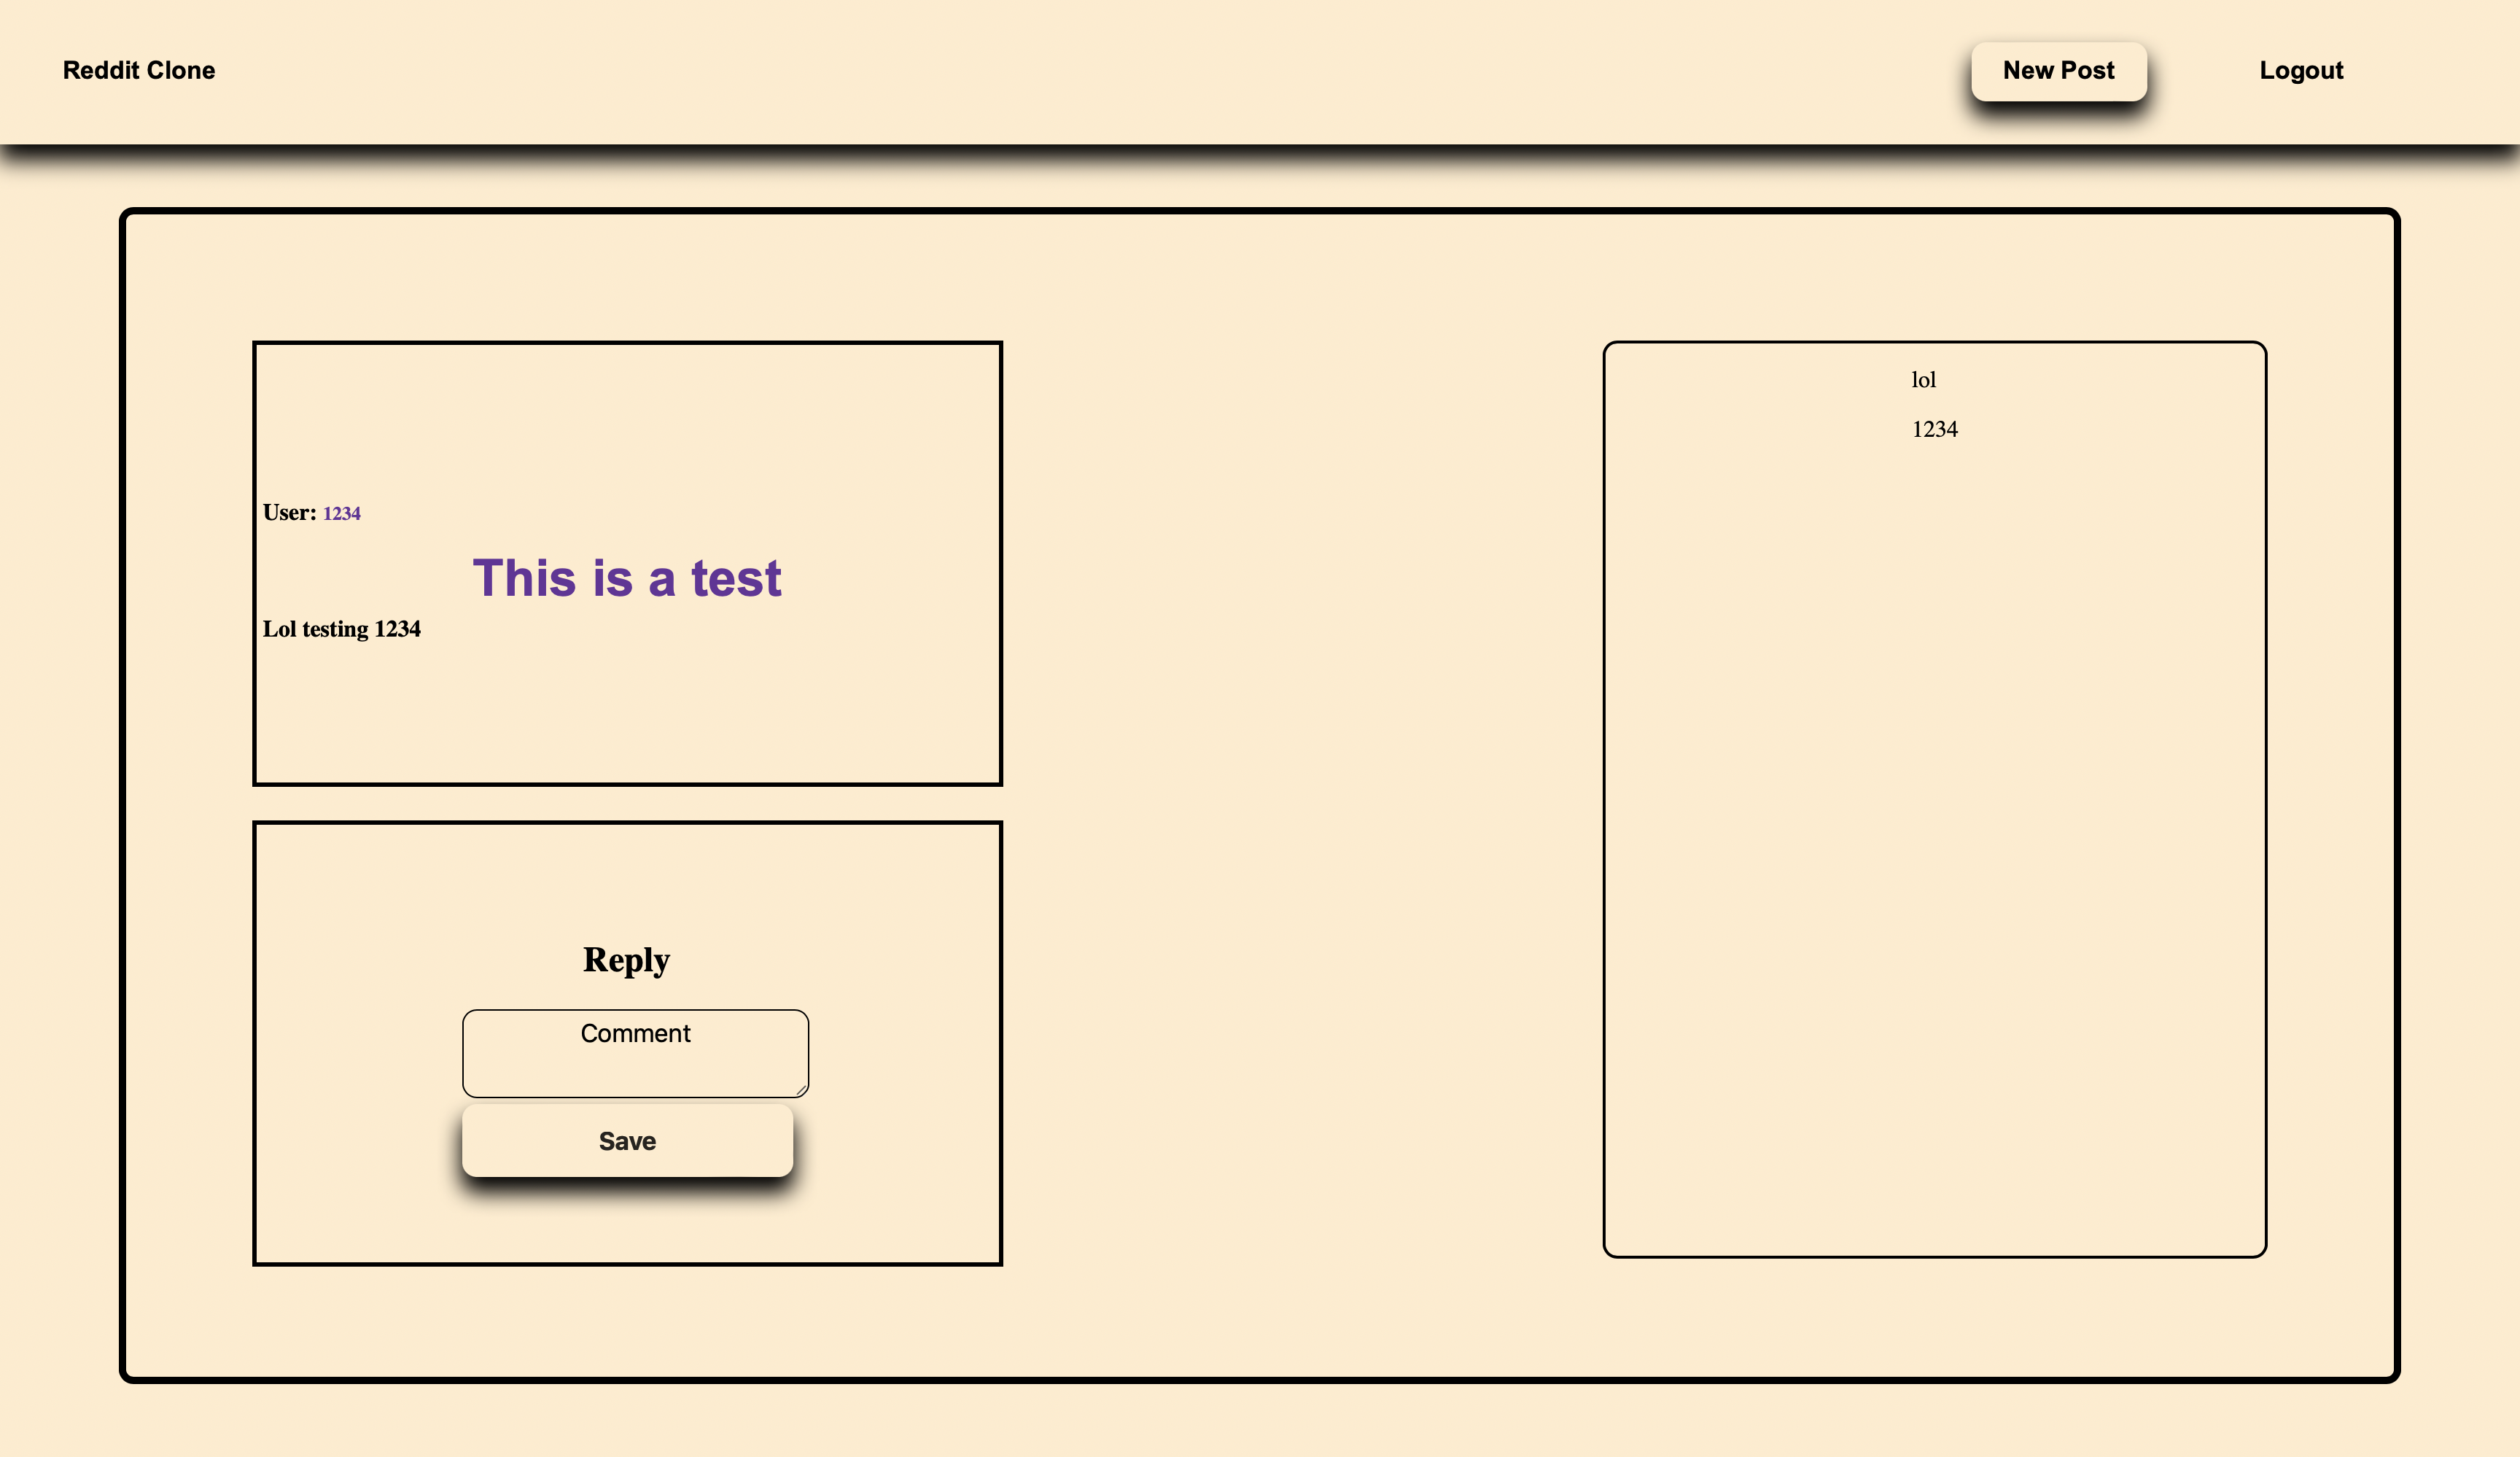 Reddit Clone
New Post
Logout
User: 1234
This is a test
Lol testing 1234
Reply
Comment
Save
lol
1234